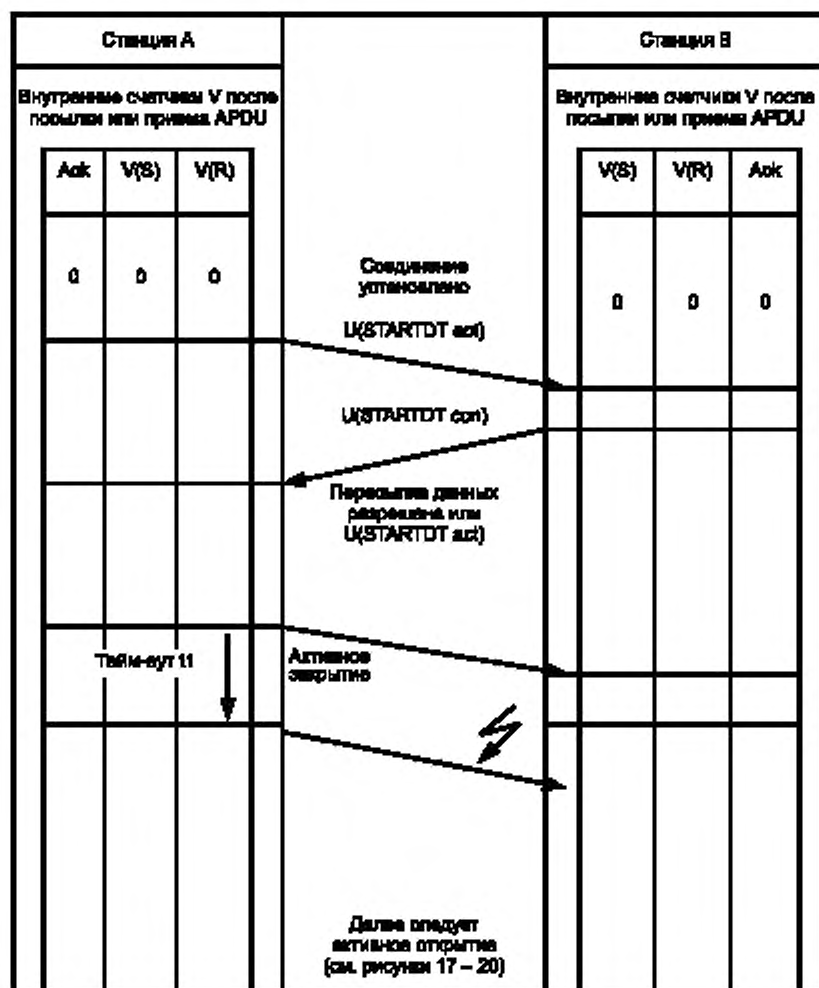 Станция А
Станция В
Внутренние счетчики V после
посылки или приема APDU
Внутренние счетчики V после
посылки или приема APDU
Ack V(S) V(R)
V(S) V(R) Ack
0 0 0
0 0 0
Соединение
установлено
U(STARTDT act)
U(STARTDT con)
Пересылка данных
разрешена или
U(STARTDT act)
Тайм-аут t1
Активное
закрытие
Далее следует
активное открытие
(см. рисунки 17 – 20)